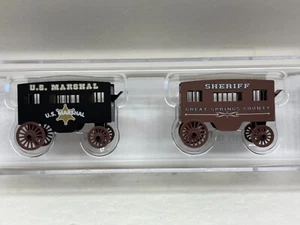 U.S. MARSHAL
U.S. MARSHAL
SHERIFF
GREAT SPRINGS COUNTY